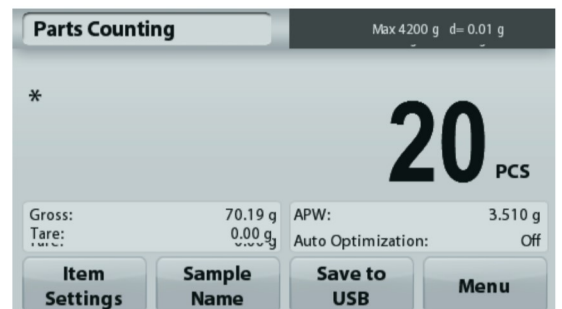 Parts Counting
Max 4200 g d= 0.01 g
*
20 PCS
Gross: 70.19 g
Tare: 0.00 g
APW: 3.510 g
Auto Optimization: Off
Item Settings
Sample Name
Save to USB
Menu